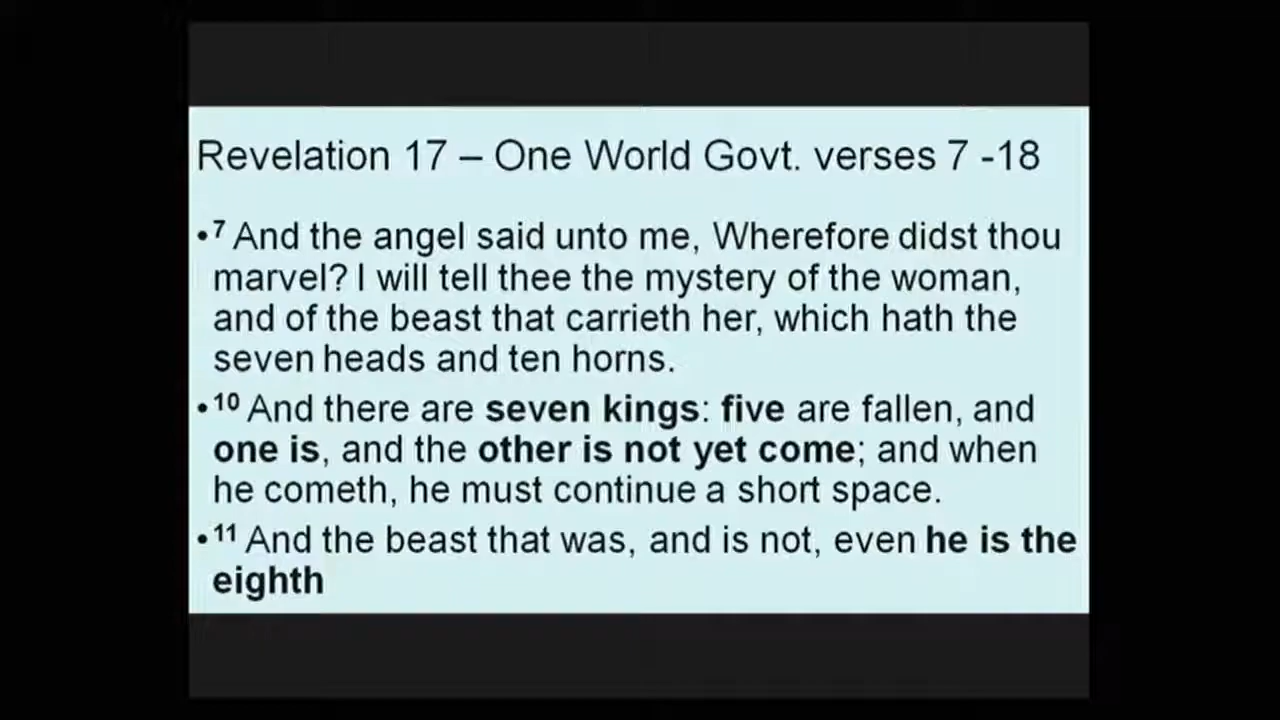 Revelation 17 – One World Govt. verses 7 -18
•⁷ And the angel said unto me, Wherefore didst thou
marvel? I will tell thee the mystery of the woman,
and of the beast that carrieth her, which hath the
seven heads and ten horns.
•¹⁰ And there are seven kings: five are fallen, and
one is, and the other is not yet come; and when
he cometh, he must continue a short space.
•¹¹ And the beast that was, and is not, even he is the
eighth